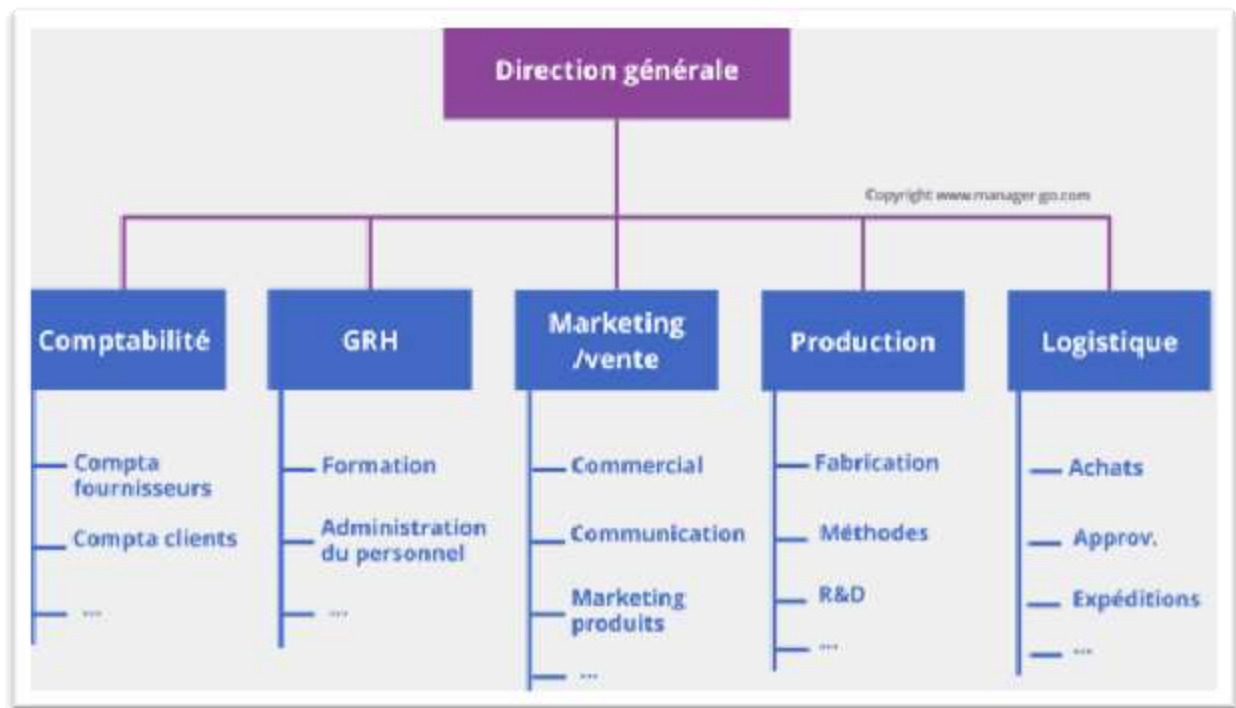 Direction générale
Copyright www.manager-go.com
Comptabilité
GRH
Marketing
/vente
Production
Logistique
Compta
fournisseurs
Compta clients
...
Formation
Administration
du personnel
...
Commercial
Communication
Marketing
produits
...
Fabrication
Méthodes
R&D
...
Achats
Approv.
Expéditions
...